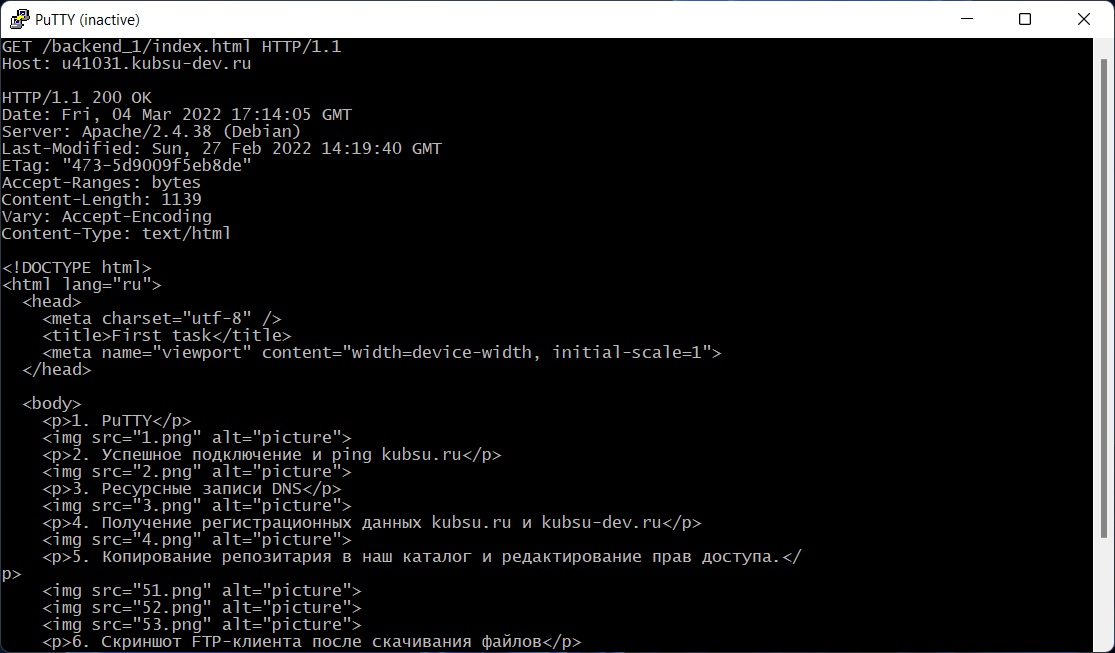 PuTTY (inactive)
GET /backend_1/index.html HTTP/1.1
Host: u41031.kubsu-dev.ru

HTTP/1.1 200 OK
Date: Fri, 04 Mar 2022 17:14:05 GMT
Server: Apache/2.4.38 (Debian)
Last-Modified: Sun, 27 Feb 2022 14:19:40 GMT
ETag: "473-5d9009f5eb8de"
Accept-Ranges: bytes
Content-Length: 1139
Vary: Accept-Encoding
Content-Type: text/html

<!DOCTYPE html>
<html lang="ru">
  <head>
    <meta charset="utf-8" />
    <title>First task</title>
    <meta name="viewport" content="width=device-width, initial-scale=1">
  </head>

  <body>
    <p>1. PuTTY</p>
    <img src="1.png" alt="picture">
    <p>2. Успешное подключение и ping kubsu.ru</p>
    <img src="2.png" alt="picture">
    <p>3. Ресурсные записи DNS</p>
    <img src="3.png" alt="picture">
    <p>4. Получение регистрационных данных kubsu.ru и kubsu-dev.ru</p>
    <img src="4.png" alt="picture">
    <p>5. Копирование репозитария в наш каталог и редактирование прав доступа.</
p>
    <img src="51.png" alt="picture">
    <img src="52.png" alt="picture">
    <img src="53.png" alt="picture">
    <p>6. Скриншот FTP-клиента после скачивания файлов</p>